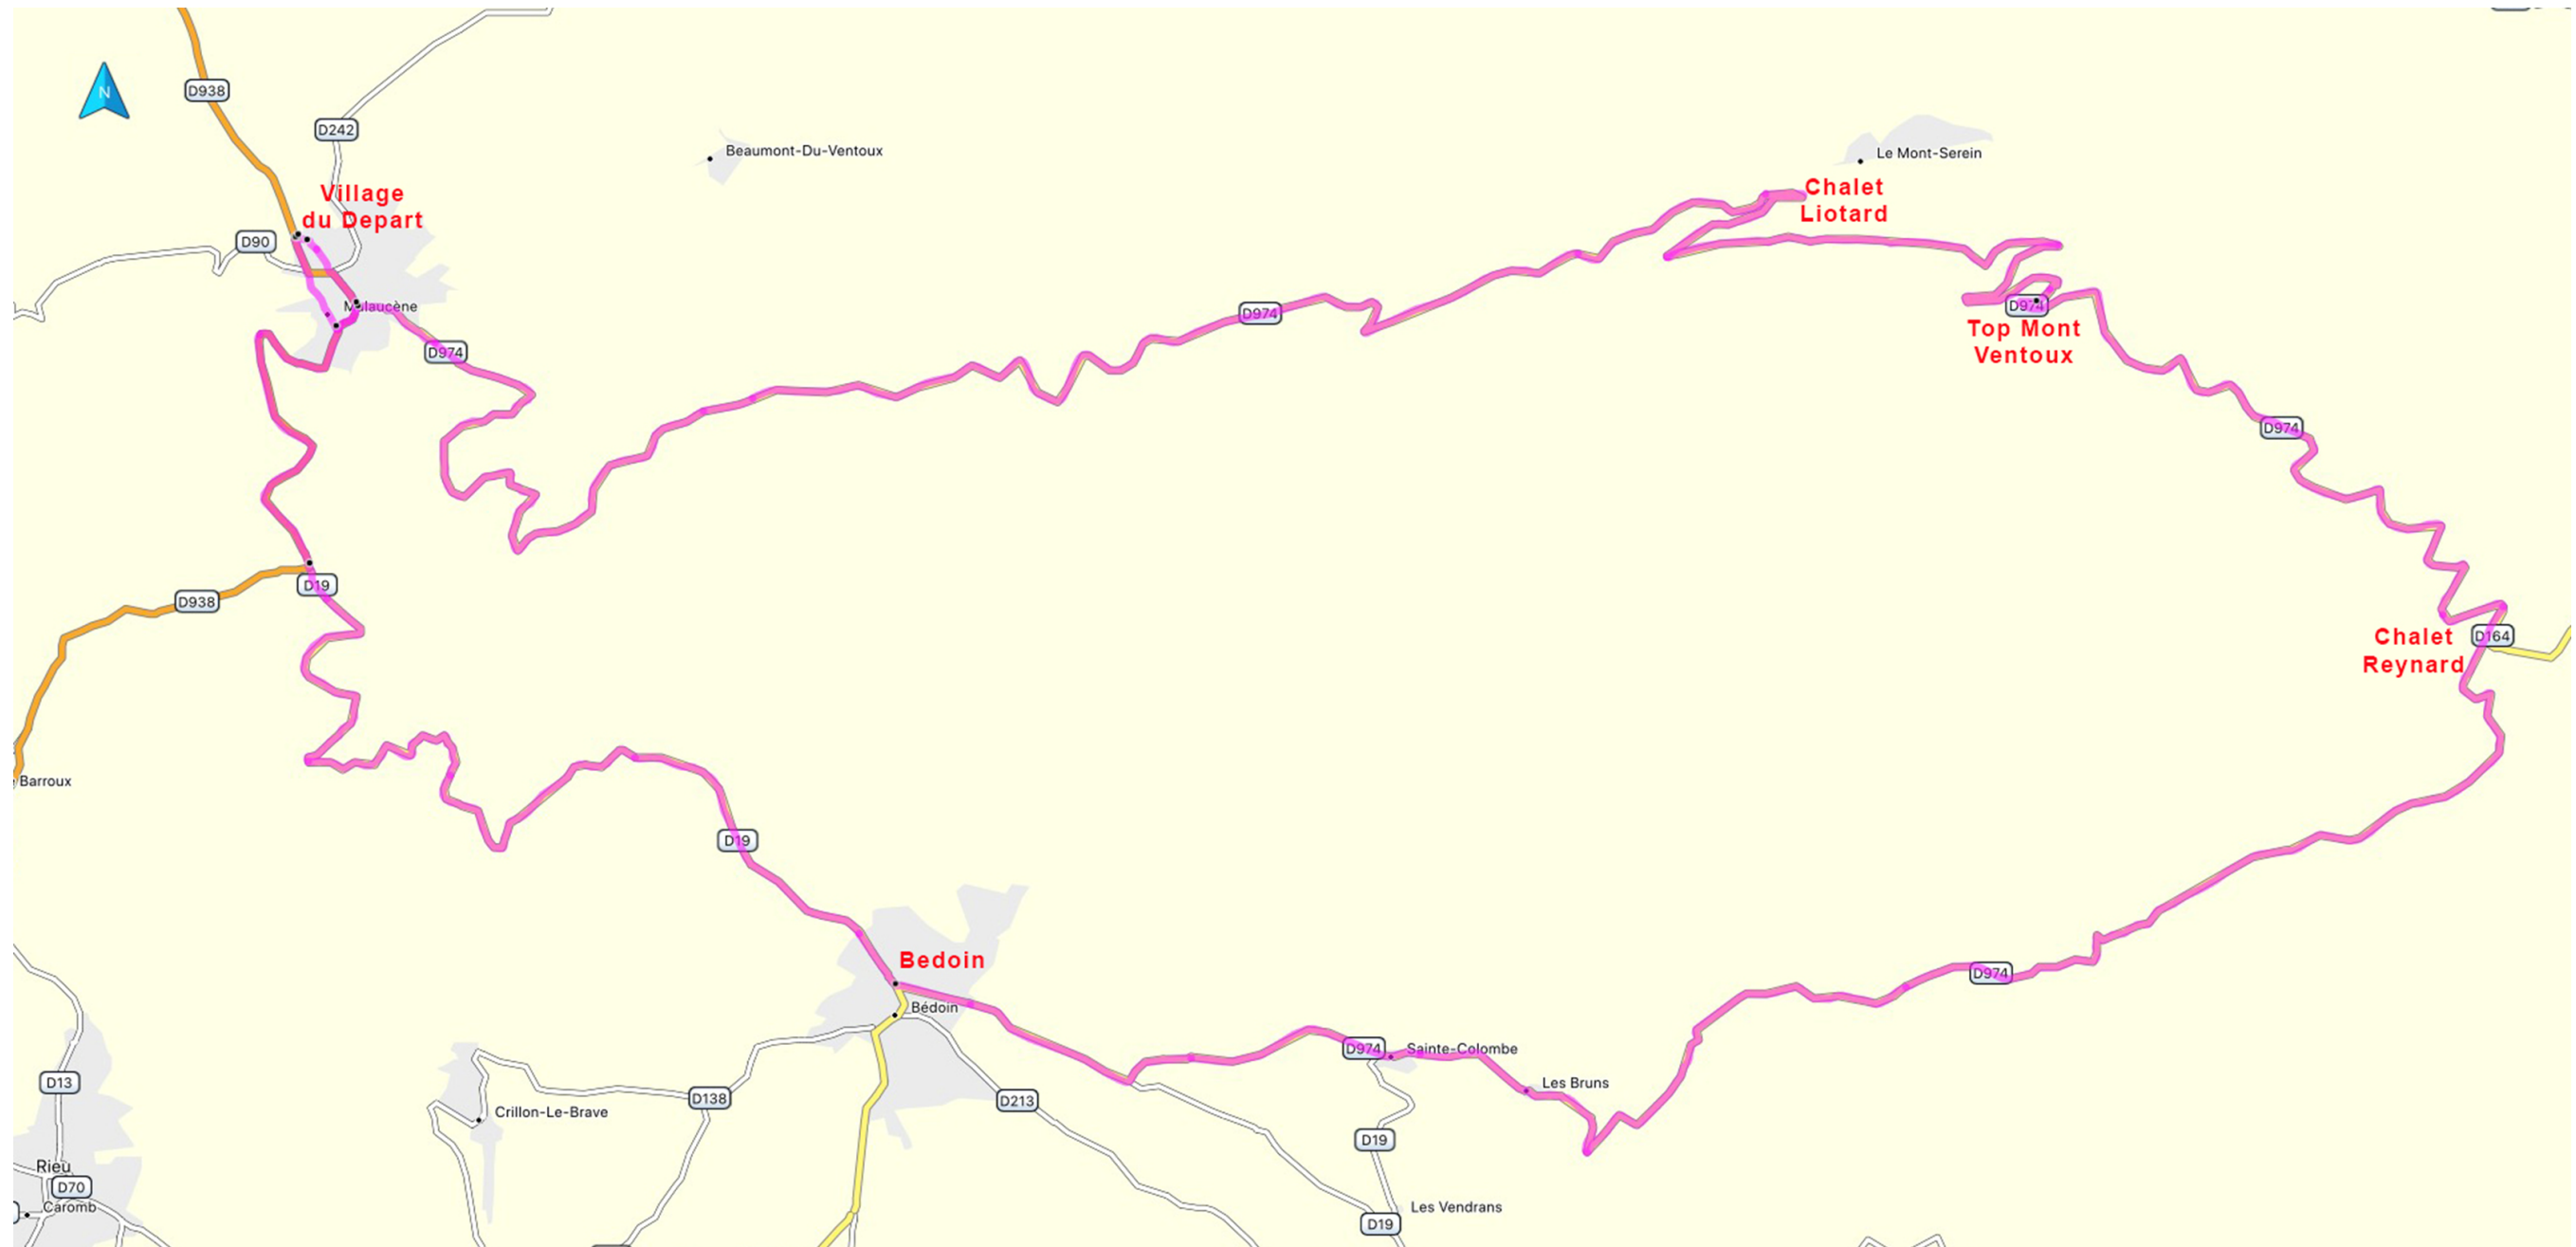 D938
N
D242
Beaumont-Du-Ventoux
Le Mont-Serein
Village
du Depart
Chalet
Liotard
D90
Malaucène
D974
D974
D974
Top Mont
Ventoux
D974
D19
D938
D164
Chalet
Reynard
Barroux
D19
Bedoin
D974
Bédoin
D974
Sainte-Colombe
D13
Les Bruns
D138
D213
Crillon-Le-Brave
D19
Rieu
D70
Caromb
Les Vendrans
D19